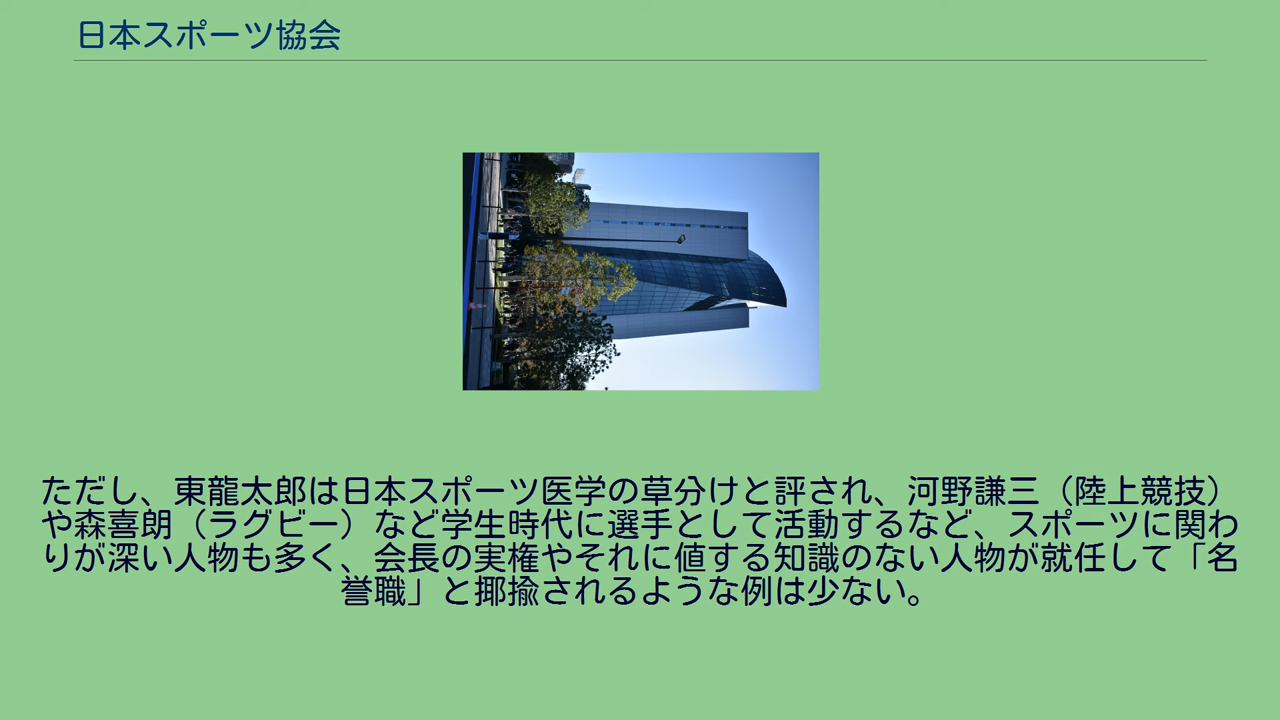 日本スポーツ協会
ただし、東龍太郎は日本スポーツ医学の草分けと評され、河野謙三（陸上競技）
や森喜朗（ラグビー）など学生時代に選手として活動するなど、スポーツに関わ
りが深い人物も多く、会長の実権やそれに値する知識のない人物が就任して「名
誉職」と揶揄されるような例は少ない。